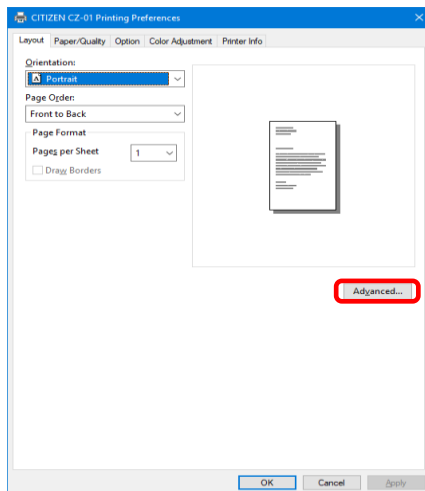 CITIZEN CZ-01 Printing Preferences
Layout Paper/Quality Option Color Adjustment Printer Info
Orientation:
A Portrait
Page Order:
Front to Back
Page Format
Pages per Sheet 1
Draw Borders
Advanced...
OK Cancel Apply